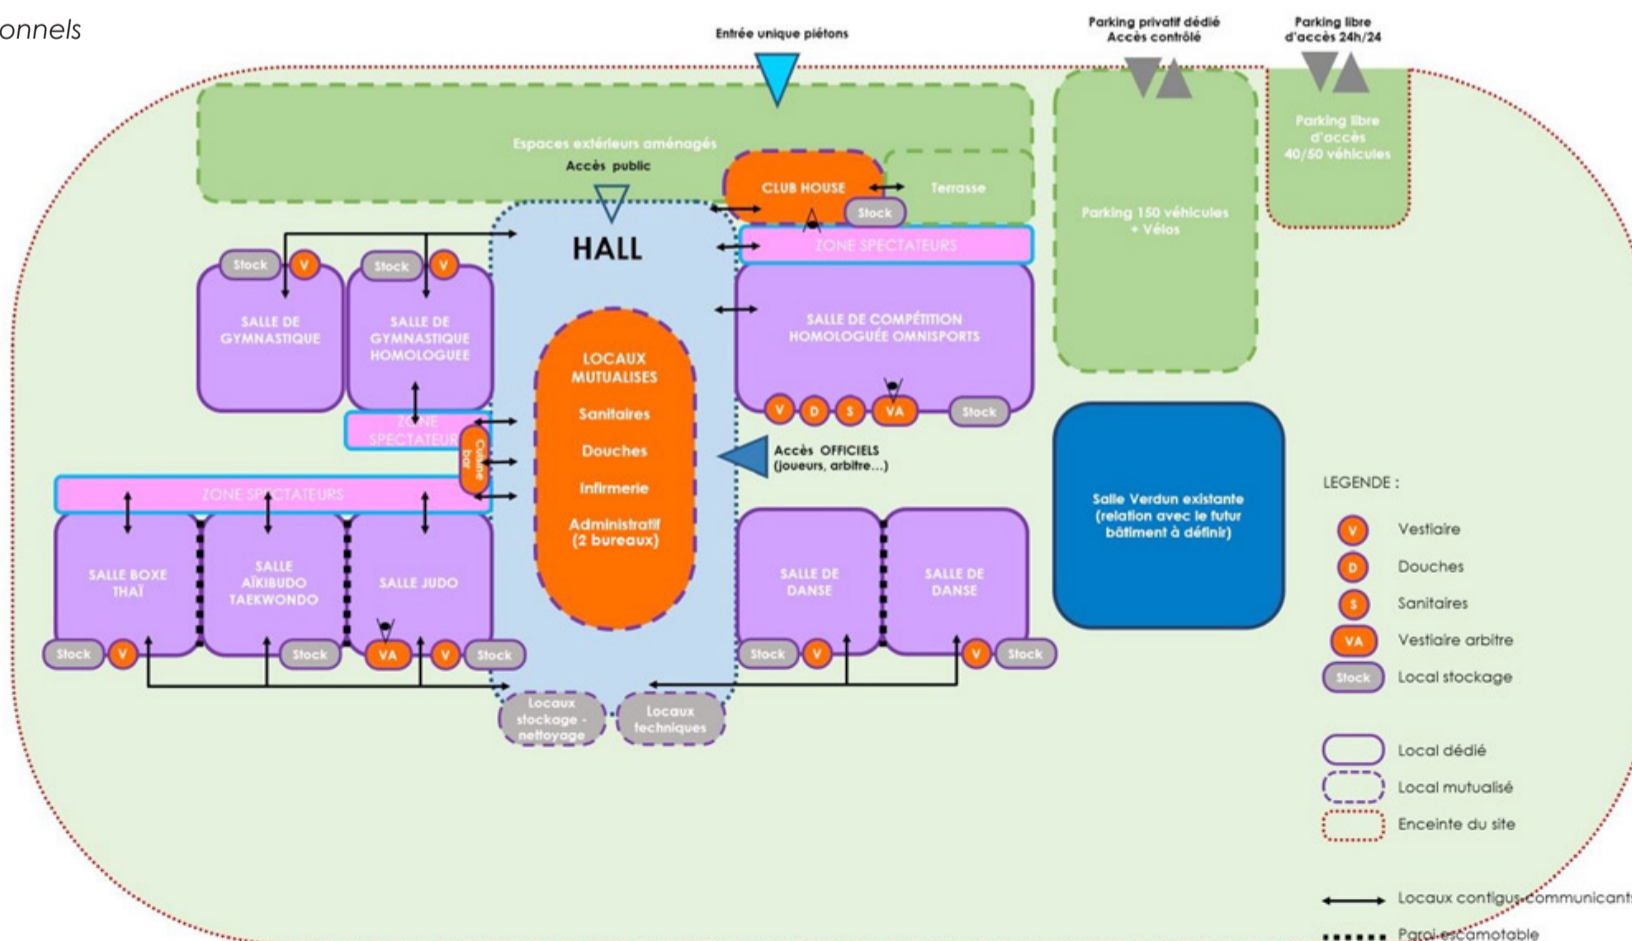 onnels
Entrée unique piétons
Parking privatif dédié
Accès contrôlé
Parking libre
d'accès 24h/24
Espaces extérieurs aménagés
Accès public
CLUB HOUSE
Terrasse
Stock
Parking libre
d'accès
40/50 véhicules
Parking 150 véhicules
+ Vélos
HALL
ZONE SPECTATEURS
Stock
V
Stock
V
SALLE DE
GYMNASTIQUE
SALLE DE
GYMNASTIQUE
HOMOLOGUEE
SALLE DE COMPÉTITION
HOMOLOGUÉE OMNISPORTS
V
D
S
VA
Stock
LOCAUX
MUTUALISES
Sanitaires
Douches
Infirmerie
Administratif
(2 bureaux)
ZONE
SPECTATEUR
Cuisine
bar
Accès OFFICIELS
(joueurs, arbitre...)
ZONE SPECTATEURS
SALLE BOXE
THAÏ
SALLE
AÏKIBUDO
TAEKWONDO
SALLE JUDO
Stock
V
Stock
VA
V
Stock
SALLE DE
DANSE
SALLE DE
DANSE
Stock
V
V
Stock
Locaux
stockage -
nettoyage
Locaux
techniques
Salle Verdun existante
(relation avec le futur
bâtiment à définir)
LEGENDE :
V Vestiaire
D Douches
S Sanitaires
VA Vestiaire arbitre
Stock Local stockage
Local dédié
Local mutualisé
Enceinte du site
Locaux contigus communicants
Paroi escamotable